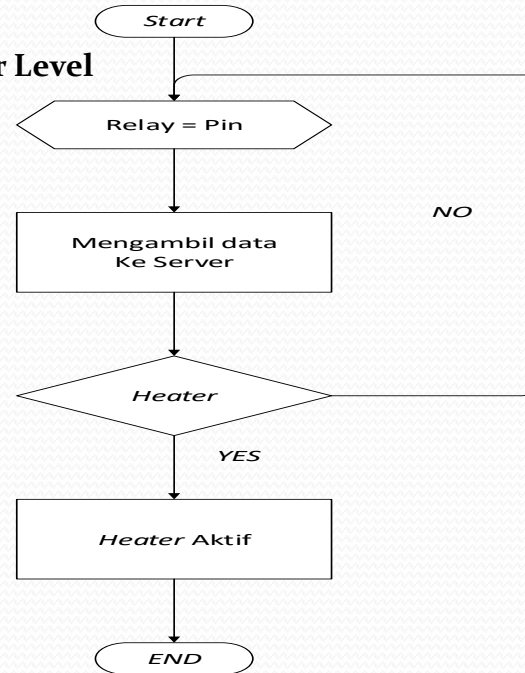 Start
r Level
Relay = Pin
NO
Mengambil data
Ke Server
Heater
YES
Heater Aktif
END